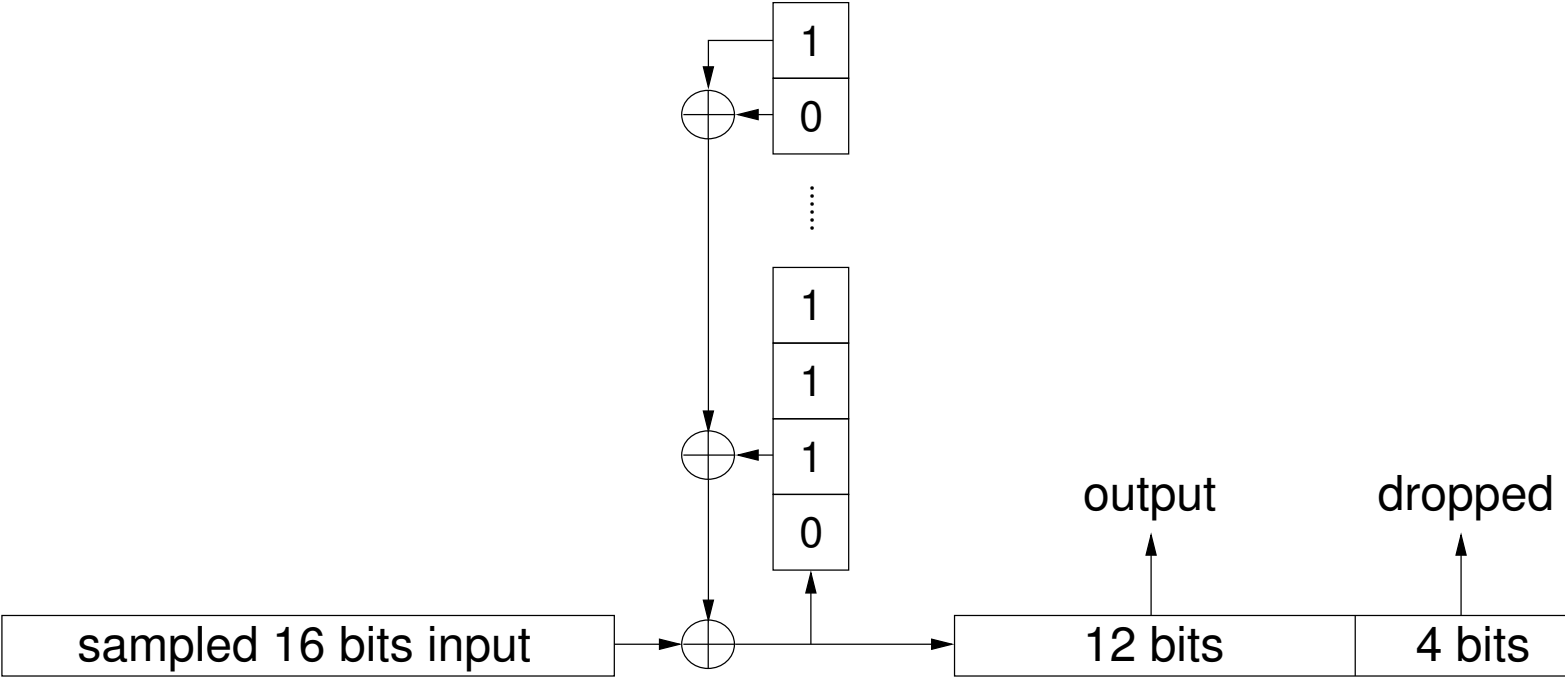 1
0
1
1
1
0
output
dropped
sampled 16 bits input
12 bits
4 bits